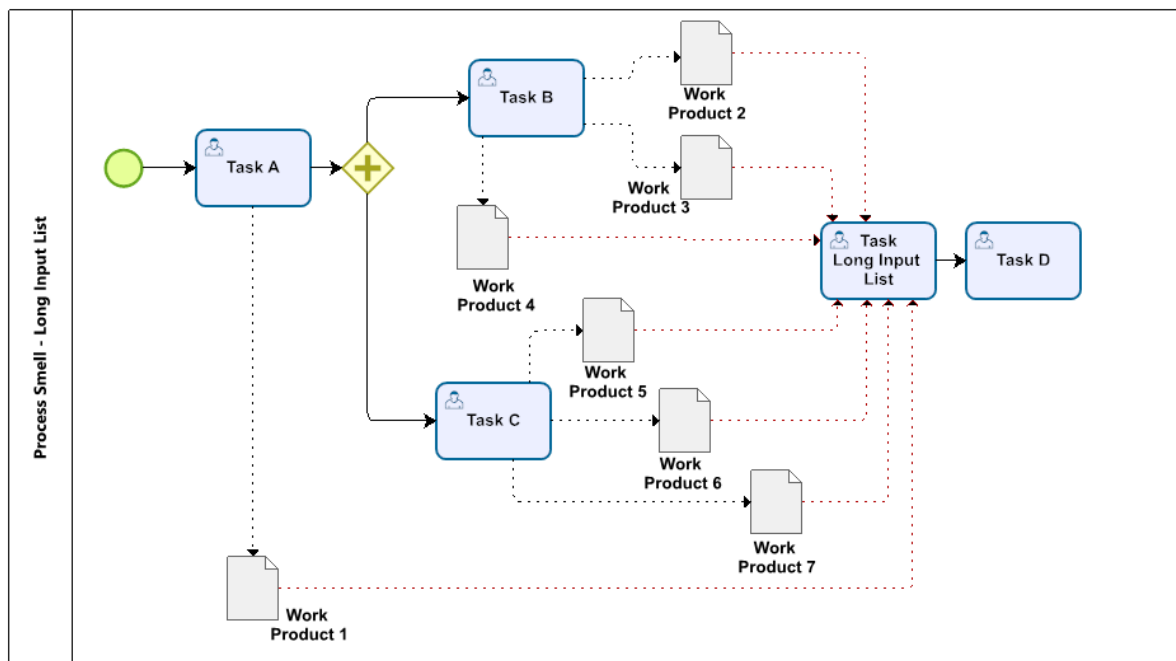 Process Smell - Long Input List
Task A
Task B
Work
Product 2
Work
Product 3
Work
Product 4
Task
Long Input
List
Task D
Work
Product 5
Task C
Work
Product 6
Work
Product 7
Work
Product 1